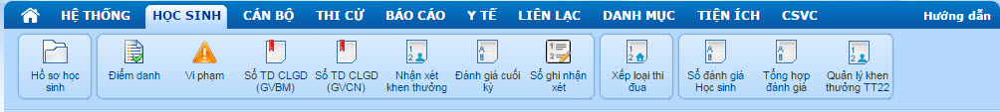 HỆ THỐNG HỌC SINH CÁN BỘ THI CỬ BÁO CÁO Y TẾ LIÊN LẠC DANH MỤC TIỆN ÍCH CSVC Hướng dẫn
Hồ sơ học sinh
Điểm danh
Vi phạm
Sổ TD CLGD (GVBM)
Sổ TD CLGD (GVCN)
Nhận xét khen thưởng
Đánh giá cuối kỳ
Sổ ghi nhận xét
Xếp loại thi đua
Sổ đánh giá Học sinh
Tổng hợp đánh giá
Quản lý khen thưởng TT22